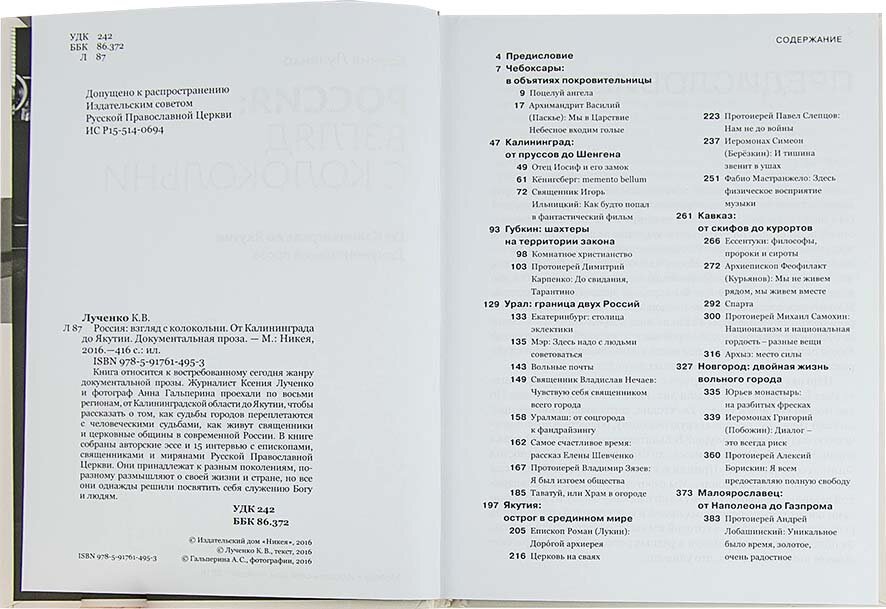 УДК 242
ББК 86.372
Л 87
Допущено к распространению
Издательским советом
Русской Православной Церкви
ИС Р15-514-0694
Лученко К.В.
Л 87 Россия: взгляд с колокольни. От Калининграда
до Якутии. Документальная проза. — М.: Никея,
2016.—416 с.: ил.
ISBN 978-5-91761-495-3
Книга относится к востребованному сегодня жанру
документальной прозы. Журналист Ксения Лученко
и фотограф Анна Гальперина проехали по восьми
регионам, от Калининградской области до Якутии, чтобы
рассказать о том, как судьбы городов переплетаются
с человеческими судьбами, как живут священники
и церковные общины в современной России. В книге
собраны авторские эссе и 15 интервью с епископами,
священниками и мирянами Русской Православной
Церкви. Они принадлежат к разным поколениям, по-
разному размышляют о своей жизни и стране, но все
они однажды решили посвятить себя служению Богу
и людям.
УДК 242
ББК 86.372
© Издательский дом «Никея», 2016
© Лученко К.В., текст, 2016
ISBN 978-5-91761-495-3
© Гальперина А.С., фотографии, 2016
СОДЕРЖАНИЕ
4 Предисловие
7 Чебоксары:
в объятиях покровительницы
9 Поцелуй ангела
17 Архимандрит Василий
(Паскье): Мы в Царствие
Небесное входим голые
47 Калининград:
от пруссов до Шенгена
49 Отец Иосиф и его замок
61 Кёнигсберг: memento bellum
72 Священник Игорь
Ильницкий: Как будто попал
в фантастический фильм
93 Губкин: шахтеры
на территории закона
98 Комнатное христианство
103 Протоиерей Димитрий
Карпенко: До свидания,
Тарантино
129 Урал: граница двух Россий
133 Екатеринбург: столица
эклектики
135 Мэр: Здесь надо с людьми
советоваться
143 Вольные почты
149 Священник Владислав Нечаев:
Чувствую себя священником
всего города
158 Уралмаш: от соцгорода
к фандрайзингу
162 Самое счастливое время:
рассказ Елены Шевченко
167 Протоиерей Владимир Зязев:
Я был изгоем общества
185 Таватуй, или Храм в огороде
197 Якутия:
острог в срединном мире
205 Епископ Роман (Лукин):
Доро́гой архиерея
216 Церковь на сваях
223 Протоиерей Павел Слепцов:
Нам не до войны
237 Иеромонах Симеон
(Берёзкин): И тишина
звенит в ушах
251 Фабио Мастранжело: Здесь
физическое восприятие
музыки
261 Кавказ:
от скифов до курортов
266 Ессентуки: философы,
пророки и сироты
272 Архиепископ Феофилакт
(Курьянов): Мы не живем
рядом, мы живем вместе
292 Спарта
300 Протоиерей Михаил Самохин:
Национализм и национальная
гордость – разные вещи
316 Архыз: место силы
327 Новгород: двойная жизнь
вольного города
335 Юрьев монастырь:
на разбитых фресках
339 Иеромонах Григорий
(Побожин): Диалог –
это всегда риск
360 Протоиерей Алексий
Борискин: Я всем
предоставляю полную свободу
373 Малоярославец:
от Наполеона до Газпрома
383 Протоиерей Андрей
Лобашинский: Уникальное
было время, золотое,
очень радостное